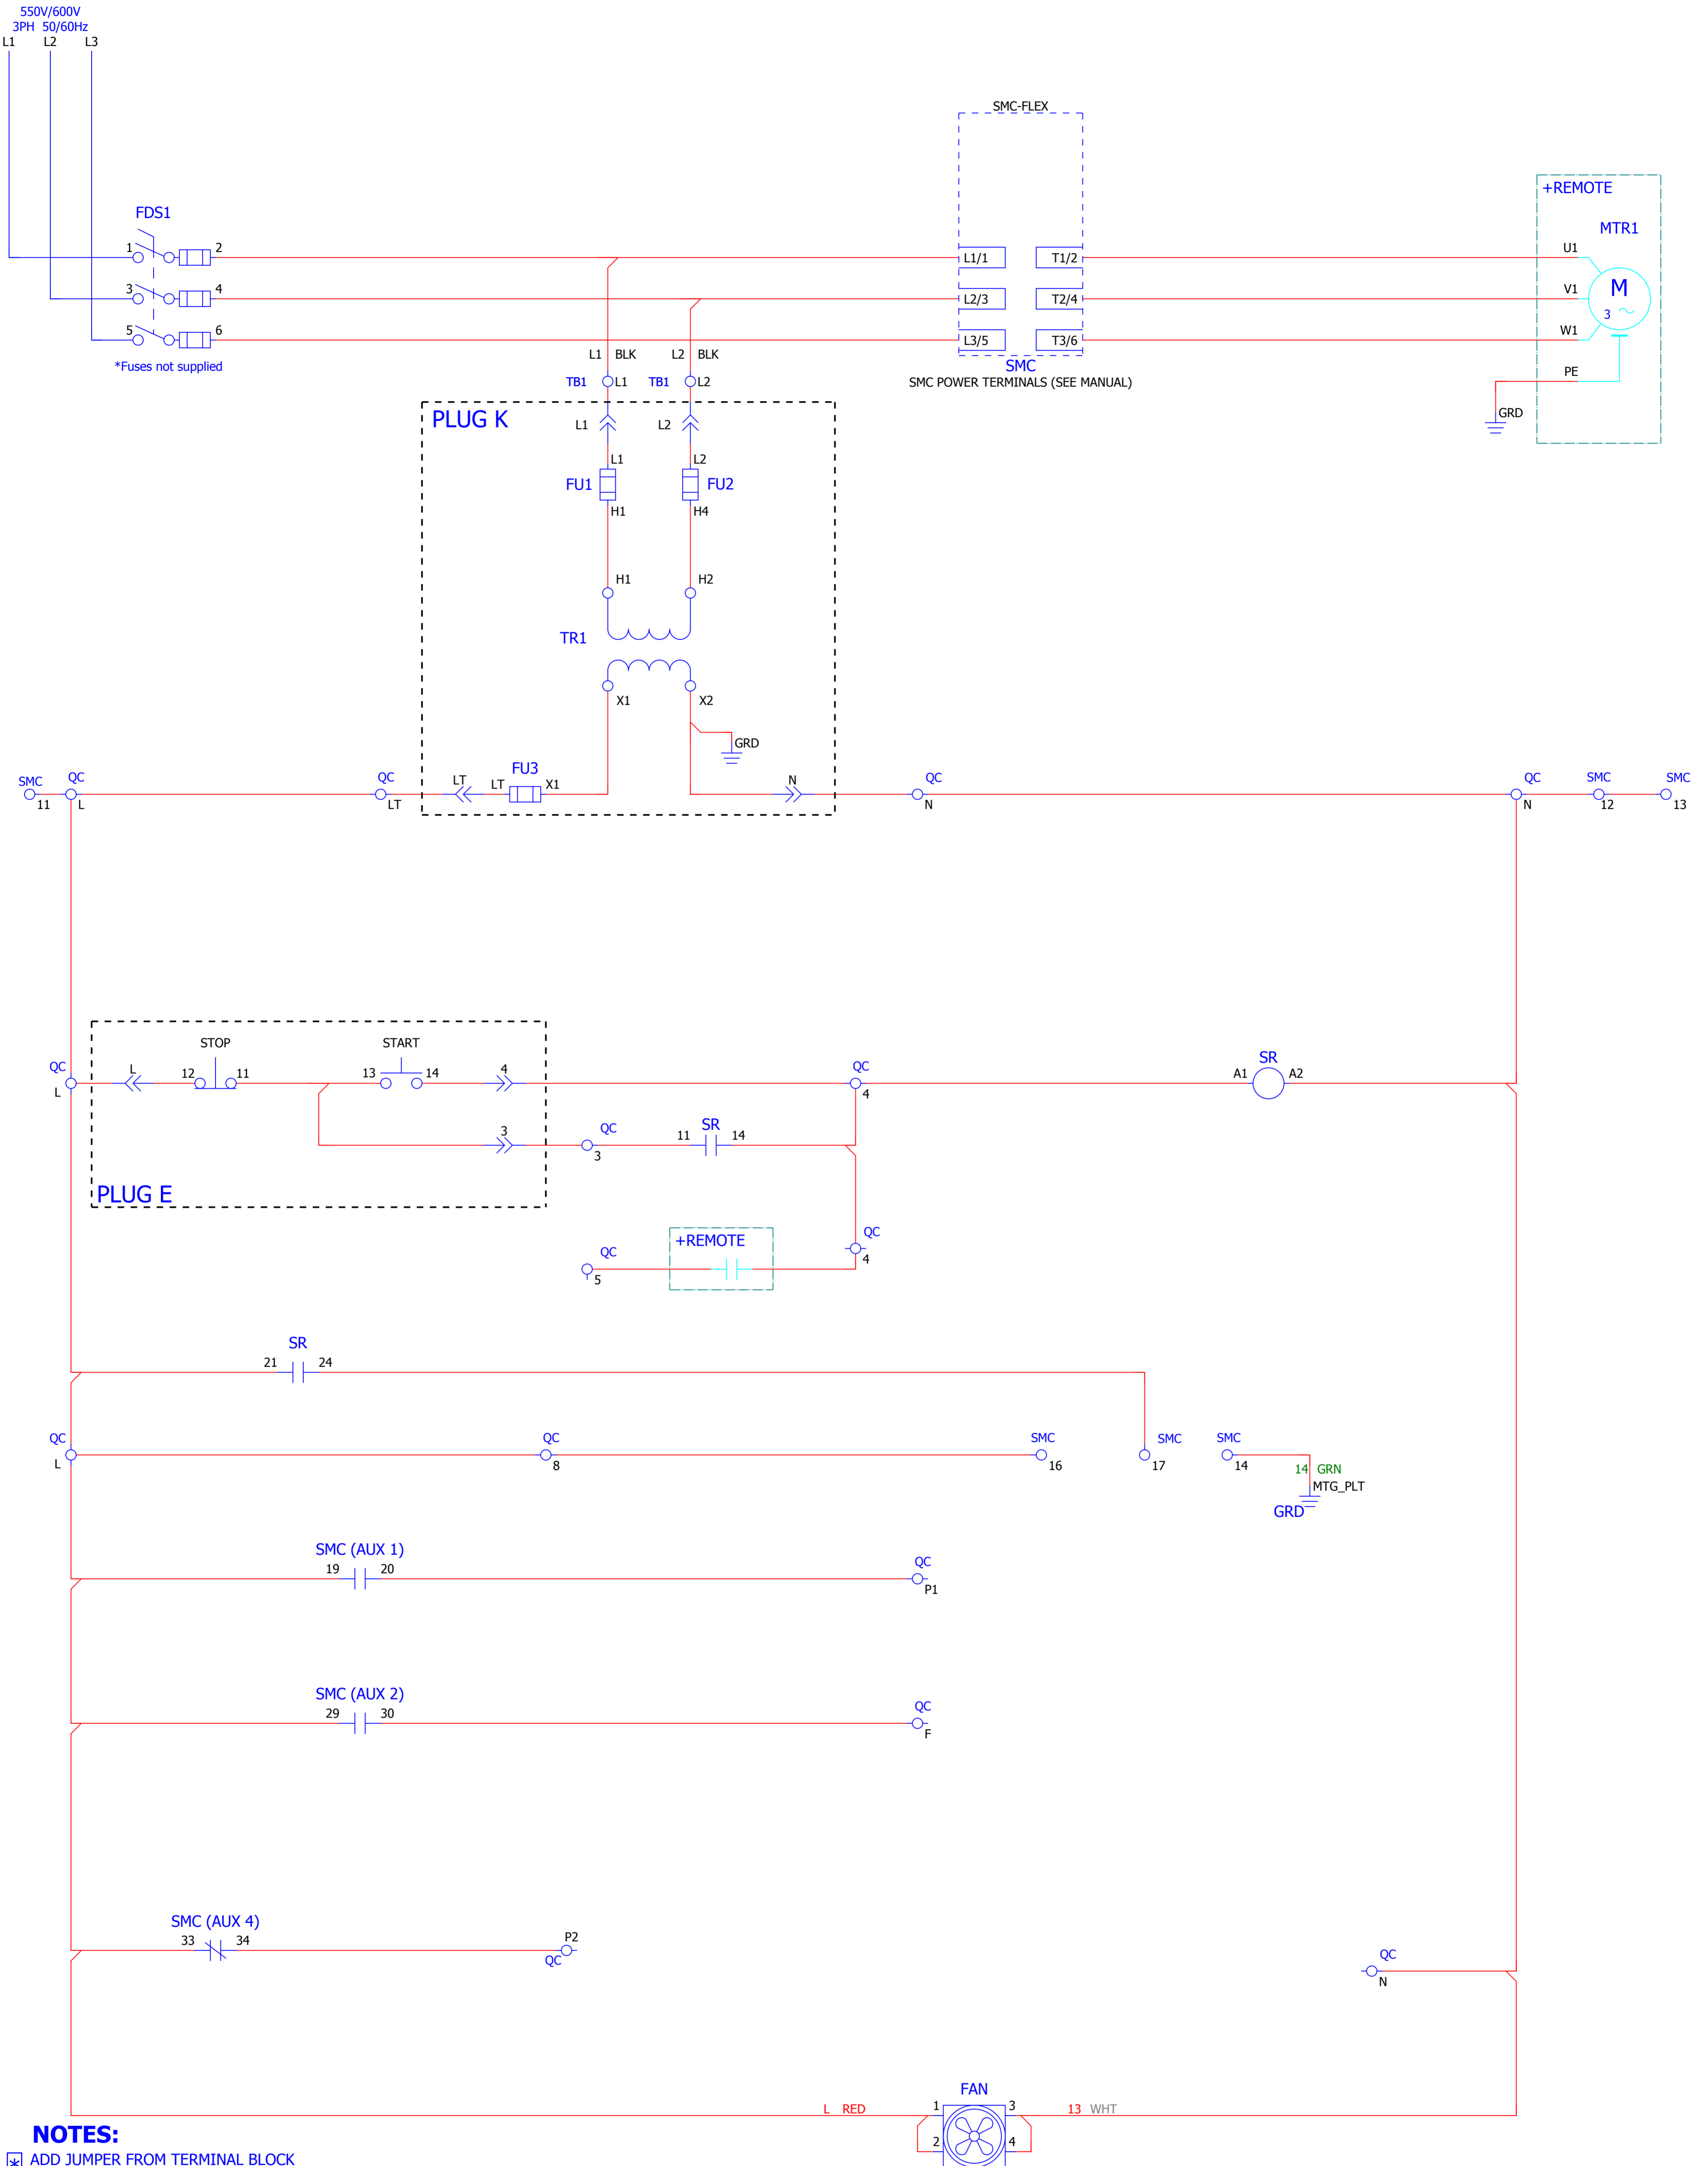 550V/600V
3PH 50/60Hz
L1 L2 L3
SMC-FLEX
+REMOTE
MTR1
FDS1
1 2
L1/1 T1/2
U1
3 4
L2/3 T2/4
V1
M
3
5 6
L3/5 T3/6
W1
*Fuses not supplied
L1 BLK L2 BLK
SMC
SMC POWER TERMINALS (SEE MANUAL)
PE
GRD
TB1 L1 TB1 L2
PLUG K
L1 L2
L1 L2
FU1 FU2
H1 H4
H1 H2
TR1
X1 X2
GRD
SMC QC QC LT FU3 N QC QC SMC SMC
LT X1
11 L LT N N 12 13
STOP START
QC L 12 11 13 14 4 QC SR
A1 A2
L 4
3 QC SR
11 14
3
PLUG E
+REMOTE
QC QC
5 4
SR
21 24
QC QC SMC SMC SMC
L 8 16 17 14
14 GRN
MTG_PLT
GRD
SMC (AUX 1)
19 20
QC
P1
SMC (AUX 2)
29 30
QC
F
SMC (AUX 4)
33 34
P2
QC
QC
N
FAN
L RED 1 3 13 WHT
2 4
NOTES:
* ADD JUMPER FROM TERMINAL BLOCK